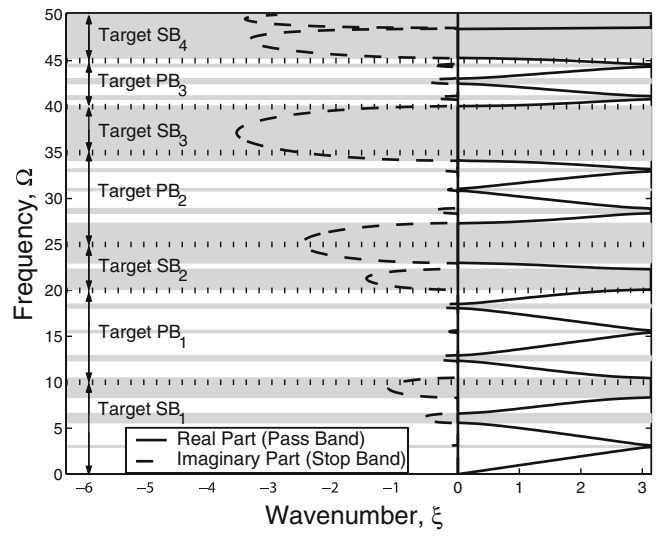 50
45
40
35
30
25
20
15
10
5
0
Frequency, Ω
Target SB4
Target PB3
Target SB3
Target PB2
Target SB2
Target PB1
Target SB1
Real Part (Pass Band)
Imaginary Part (Stop Band)
−6 −5 −4 −3 −2 −1 0 1 2 3
Wavenumber, ξ